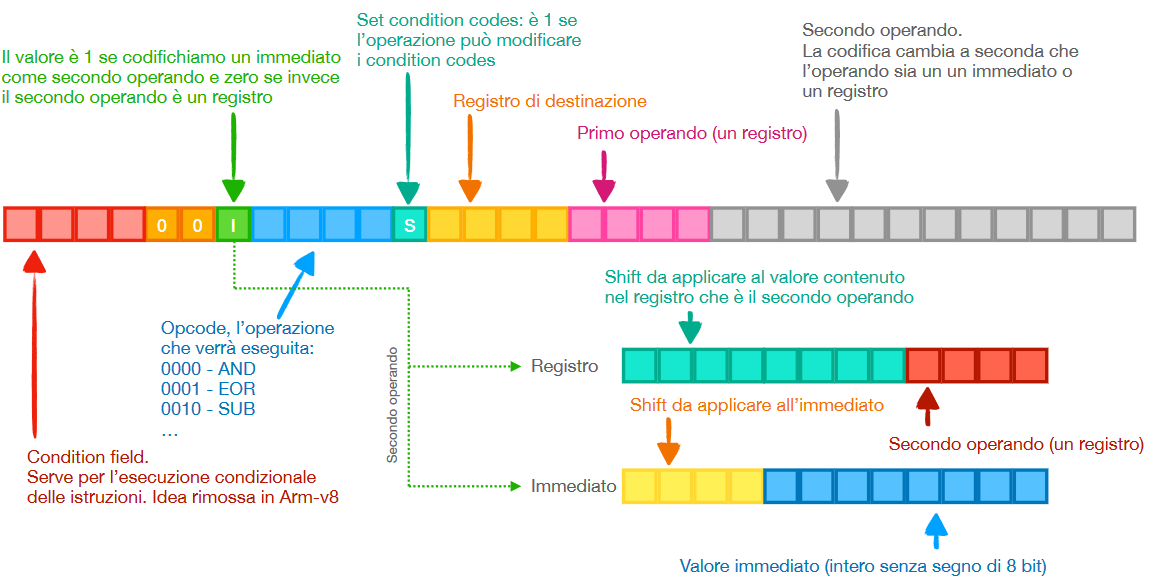 Set condition codes: è 1 se
l'operazione può modificare
i condition codes
Secondo operando.
La codifica cambia a seconda che
l'operando sia un un immediato o
un registro
Il valore è 1 se codifichiamo un immediato
come secondo operando e zero se invece
il secondo operando è un registro
Registro di destinazione
Primo operando (un registro)
0 0 I S
Shift da applicare al valore contenuto
nel registro che è il secondo operando
Opcode, l'operazione
che verrà eseguita:
0000 - AND
0001 - EOR
0010 - SUB
...
Secondo operando
Registro
Shift da applicare all'immediato
Secondo operando (un registro)
Condition field.
Serve per l'esecuzione condizionale
delle istruzioni. Idea rimossa in Arm-v8
Immediato
Valore immediato (intero senza segno di 8 bit)